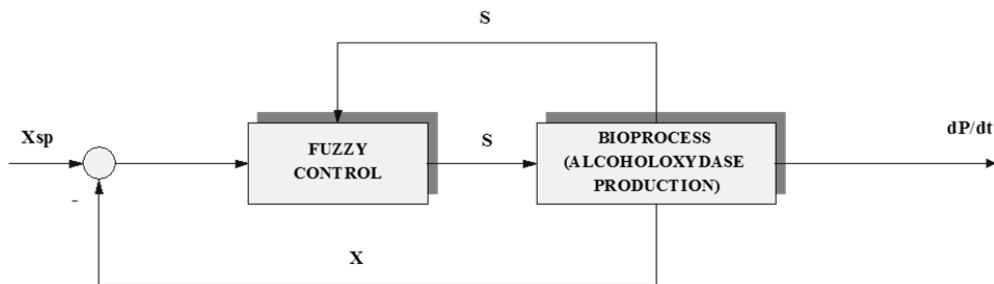 S
Xsp
FUZZY
CONTROL
S
BIOPROCESS
(ALCOHOLOXYDASE
PRODUCTION)
dP/dt
-
X